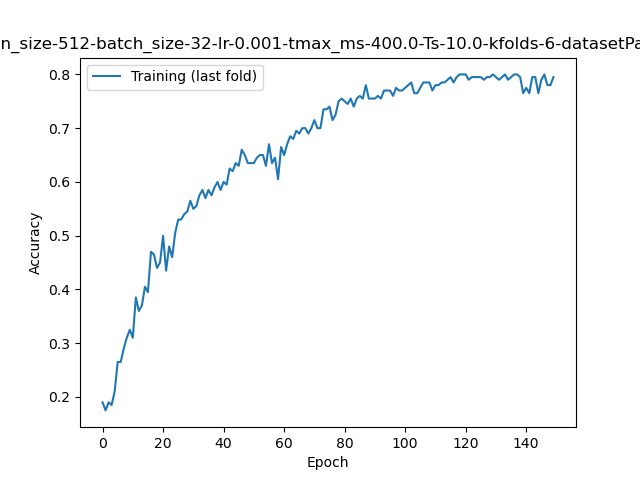 n_size-512-batch_size-32-lr-0.001-tmax_ms-400.0-Ts-10.0-kfolds-6-datasetPa
Training (last fold)
0.8
0.7
0.6
0.5
0.4
0.3
0.2
Accuracy
0 20 40 60 80 100 120 140
Epoch